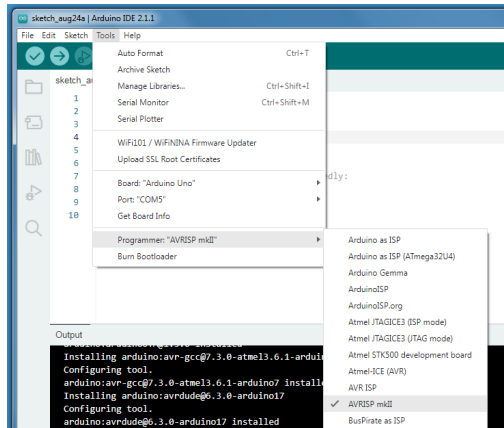 sketch_aug24a | Arduino IDE 2.1.1
File Edit Sketch Tools Help
Auto Format Ctrl+T
Archive Sketch
Manage Libraries... Ctrl+Shift+I
Serial Monitor Ctrl+Shift+M
Serial Plotter
WiFi101 / WiFiNINA Firmware Updater
Upload SSL Root Certificates
Board: "Arduino Uno"
Port: "COM5"
Get Board Info
Programmer: "AVRISP mkII"
Burn Bootloader
sketch_a
1
2
3
4
5
6
7 dly:
8
9
10
Arduino as ISP
Arduino as ISP (ATmega32U4)
Arduino Gemma
ArduinoISP
ArduinoISP.org
Atmel JTAGICE3 (ISP mode)
Atmel JTAGICE3 (JTAG mode)
Atmel STK500 development board
Atmel-ICE (AVR)
AVR ISP
AVRISP mkII
BusPirate as ISP
Output
Installing arduino:avr-gcc@7.3.0-atmel3.6.1-arduin
Configuring tool.
arduino:avr-gcc@7.3.0-atmel3.6.1-arduino7 installe
Installing arduino:avrdude@6.3.0-arduino17
Configuring tool.
arduino:avrdude@6.3.0-arduino17 installed